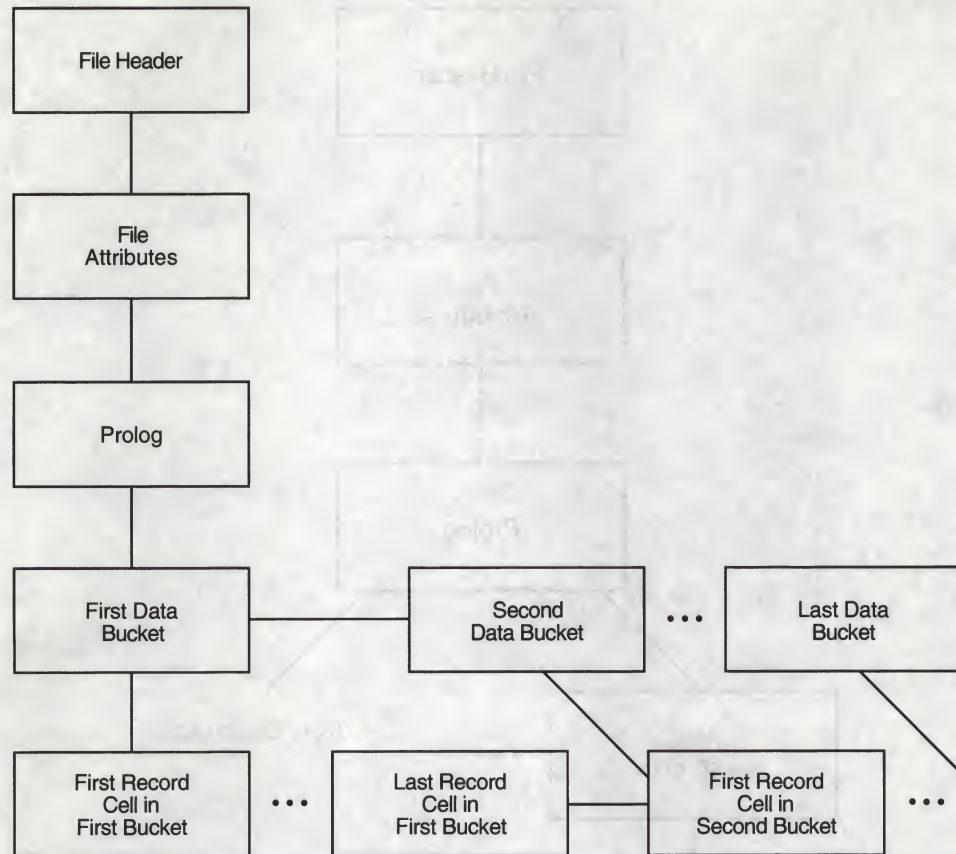 File Header
File
Attributes
Prolog
First Data
Bucket
Second
Data Bucket
•••
Last Data
Bucket
First Record
Cell in
First Bucket
•••
Last Record
Cell in
First Bucket
First Record
Cell in
Second Bucket
•••